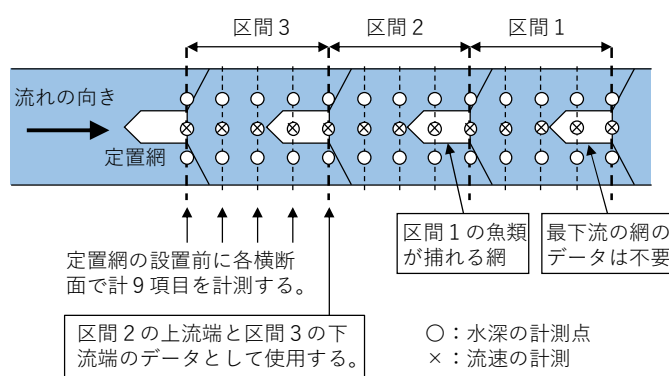 区間３
区間２
区間１
流れの向き
定置網
定置網の設置前に各横断
面で計９項目を計測する。
区間１の魚類
が捕れる網
最下流の網の
データは不要
区間２の上流端と区間３の下
流端のデータとして使用する。
○：水深の計測点
×：流速の計測